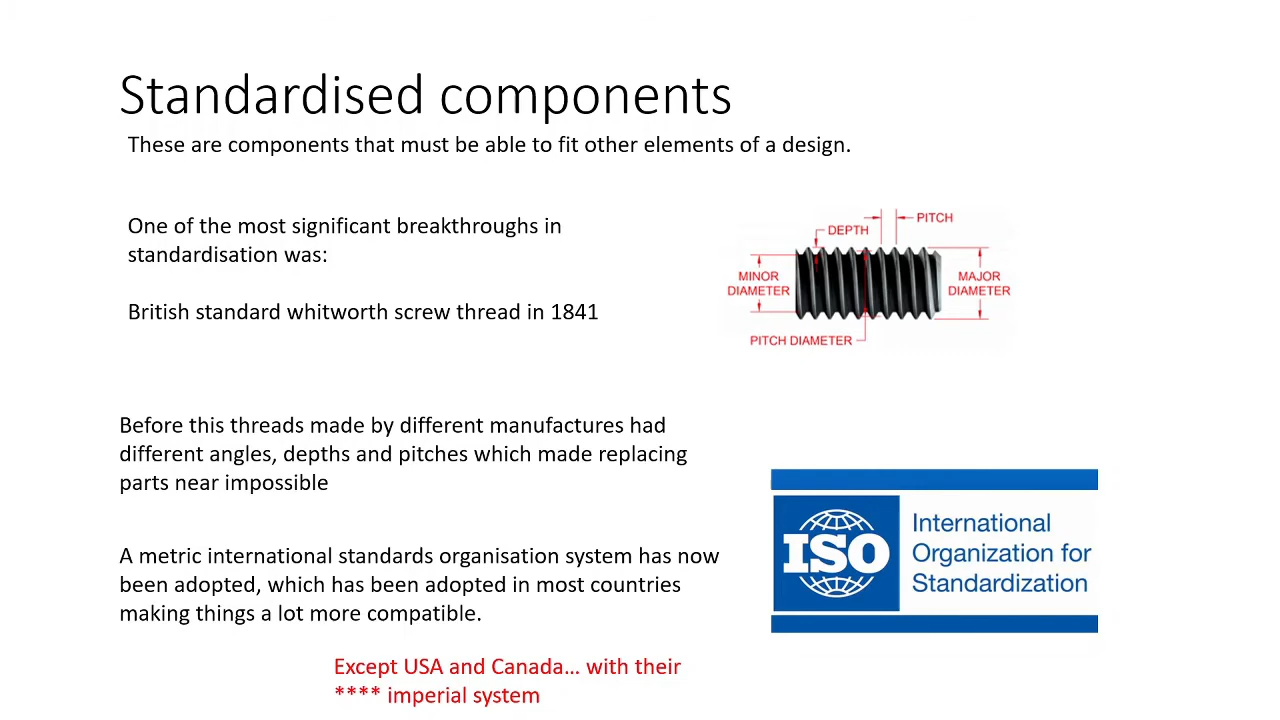 Standardised components
These are components that must be able to fit other elements of a design.
One of the most significant breakthroughs in
standardisation was:
British standard whitworth screw thread in 1841
PITCH
DEPTH
MINOR
DIAMETER
MAJOR
DIAMETER
PITCH DIAMETER
Before this threads made by different manufactures had
different angles, depths and pitches which made replacing
parts near impossible
A metric international standards organisation system has now
been adopted, which has been adopted in most countries
making things a lot more compatible.
ISO
International
Organization for
Standardization
Except USA and Canada... with their
**** imperial system